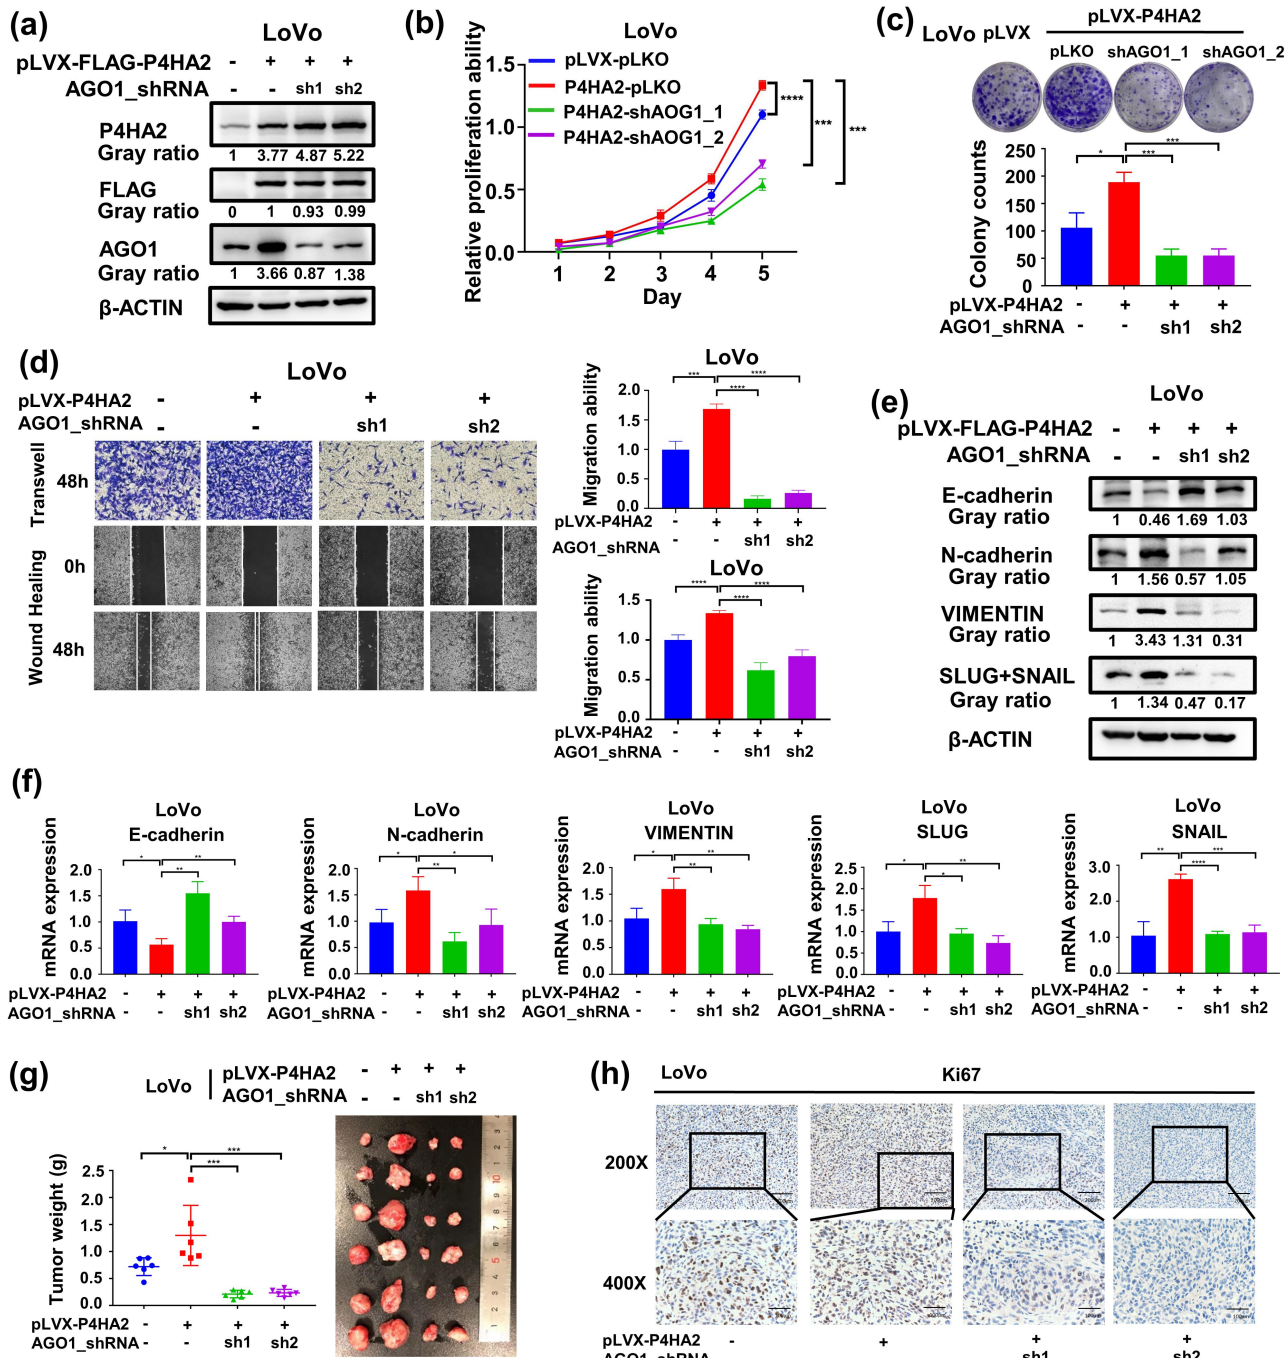 (a)
LoVo
pLVX-FLAG-P4HA2 - + + +
AGO1_shRNA - - sh1 sh2
P4HA2
Gray ratio 1 3.77 4.87 5.22
FLAG
Gray ratio 0 1 0.93 0.99
AGO1
Gray ratio 1 3.66 0.87 1.38
β-ACTIN
(b)
LoVo
Relative proliferation ability
1.5
1.0
0.5
0.0
pLVX-pLKO
P4HA2-pLKO
P4HA2-shAOG1_1
P4HA2-shAOG1_2
****
***
***
1 2 3 4 5
Day
(c)
pLVX-P4HA2
LoVo pLVX
pLKO shAGO1_1 shAGO1_2
Colony counts
250
200
150
100
50
0
* *** ***
pLVX-P4HA2 - + + +
AGO1_shRNA - - sh1 sh2
(d)
LoVo
pLVX-P4HA2 - + + +
AGO1_shRNA - - sh1 sh2
Transwell
48h
Wound Healing
0h
48h
LoVo
Migration ability
2.0
1.5
1.0
0.5
0.0
*** **** ****
pLVX-P4HA2 - + + +
AGO1_shRNA - - sh1 sh2
LoVo
Migration ability
1.5
1.0
0.5
0.0
**** **** ****
pLVX-P4HA2 - + + +
AGO1_shRNA - - sh1 sh2
(e)
LoVo
pLVX-FLAG-P4HA2 - + + +
AGO1_shRNA - - sh1 sh2
E-cadherin
Gray ratio 1 0.46 1.69 1.03
N-cadherin
Gray ratio 1 1.56 0.57 1.05
VIMENTIN
Gray ratio 1 3.43 1.31 0.31
SLUG+SNAIL
Gray ratio 1 1.34 0.47 0.17
β-ACTIN
(f)
LoVo
E-cadherin
mRNA expression
2.0
1.5
1.0
0.5
0.0
* ** **
pLVX-P4HA2 - + + +
AGO1_shRNA - - sh1 sh2
LoVo
N-cadherin
mRNA expression
2.0
1.5
1.0
0.5
0.0
* ** *
pLVX-P4HA2 - + + +
AGO1_shRNA - - sh1 sh2
LoVo
VIMENTIN
mRNA expression
2.0
1.5
1.0
0.5
0.0
* ** **
pLVX-P4HA2 - + + +
AGO1_shRNA - - sh1 sh2
LoVo
SLUG
mRNA expression
2.5
2.0
1.5
1.0
0.5
0.0
* * **
pLVX-P4HA2 - + + +
AGO1_shRNA - - sh1 sh2
LoVo
SNAIL
mRNA expression
3.0
2.0
1.0
0.0
** **** ***
pLVX-P4HA2 - + + +
AGO1_shRNA - - sh1 sh2
(g)
LoVo
pLVX-P4HA2 - + + +
AGO1_shRNA - - sh1 sh2
Tumor weight (g)
2.5
2.0
1.5
1.0
0.5
0.0
* *** ***
pLVX-P4HA2 - + + +
AGO1_shRNA - - sh1 sh2
(h)
LoVo Ki67
200X
400X
pLVX-P4HA2 - + + +
AGO1_shRNA - - sh1 sh2